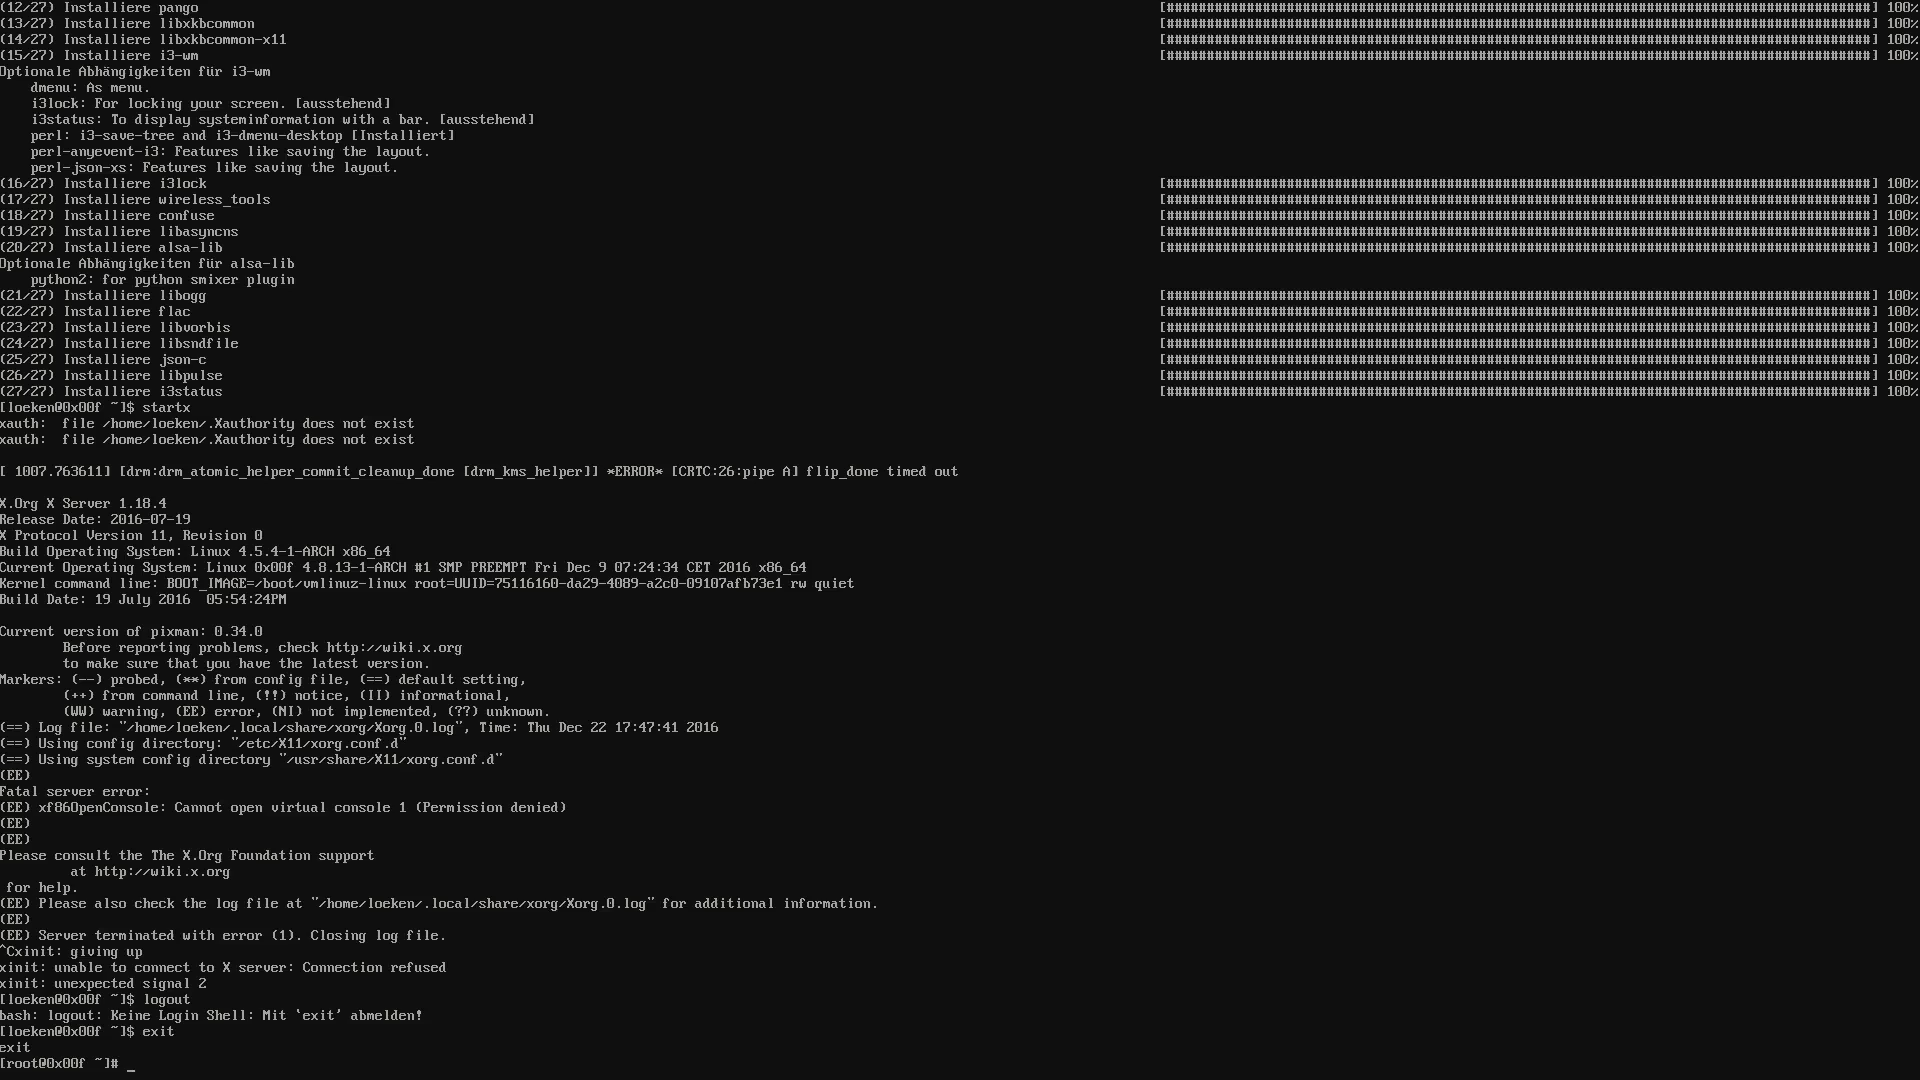 (12/27) Installiere pango [########################################################################################] 100%
(13/27) Installiere libxkbcommon [########################################################################################] 100%
(14/27) Installiere libxkbcommon-x11 [########################################################################################] 100%
(15/27) Installiere i3-wm [########################################################################################] 100%
Optionale Abhängigkeiten für i3-wm
    dmenu: As menu.
    i3lock: For locking your screen. [ausstehend]
    i3status: To display systeminformation with a bar. [ausstehend]
    perl: i3-save-tree and i3-dmenu-desktop [Installiert]
    perl-anyevent-i3: Features like saving the layout.
    perl-json-xs: Features like saving the layout.
(16/27) Installiere i3lock [########################################################################################] 100%
(17/27) Installiere wireless_tools [########################################################################################] 100%
(18/27) Installiere confuse [########################################################################################] 100%
(19/27) Installiere libasyncns [########################################################################################] 100%
(20/27) Installiere alsa-lib [########################################################################################] 100%
Optionale Abhängigkeiten für alsa-lib
    python2: for python smixer plugin
(21/27) Installiere libogg [########################################################################################] 100%
(22/27) Installiere flac [########################################################################################] 100%
(23/27) Installiere libvorbis [########################################################################################] 100%
(24/27) Installiere libsndfile [########################################################################################] 100%
(25/27) Installiere json-c [########################################################################################] 100%
(26/27) Installiere libpulse [########################################################################################] 100%
(27/27) Installiere i3status [########################################################################################] 100%
[loeken@0x00f ~]$ startx
xauth:  file /home/loeken/.Xauthority does not exist
xauth:  file /home/loeken/.Xauthority does not exist
[ 1007.763611] [drm:drm_atomic_helper_commit_cleanup_done [drm_kms_helper]] *ERROR* [CRTC:26:pipe A] flip_done timed out
X.Org X Server 1.18.4
Release Date: 2016-07-19
X Protocol Version 11, Revision 0
Build Operating System: Linux 4.5.4-1-ARCH x86_64
Current Operating System: Linux 0x00f 4.8.13-1-ARCH #1 SMP PREEMPT Fri Dec 9 07:24:34 CET 2016 x86_64
Kernel command line: BOOT_IMAGE=/boot/vmlinuz-linux root=UUID=75116160-da29-4089-a2c0-09107afb73e1 rw quiet
Build Date: 19 July 2016  05:54:24PM
Current version of pixman: 0.34.0
        Before reporting problems, check http://wiki.x.org
        to make sure that you have the latest version.
Markers: (--) probed, (**) from config file, (==) default setting,
        (++) from command line, (!!) notice, (II) informational,
        (WW) warning, (EE) error, (NI) not implemented, (??) unknown.
(==) Log file: "/home/loeken/.local/share/xorg/Xorg.0.log", Time: Thu Dec 22 17:47:41 2016
(==) Using config directory: "/etc/X11/xorg.conf.d"
(==) Using system config directory "/usr/share/X11/xorg.conf.d"
(EE)
Fatal server error:
(EE) xf86OpenConsole: Cannot open virtual console 1 (Permission denied)
(EE)
(EE)
Please consult the The X.Org Foundation support
         at http://wiki.x.org
 for help.
(EE) Please also check the log file at "/home/loeken/.local/share/xorg/Xorg.0.log" for additional information.
(EE)
(EE) Server terminated with error (1). Closing log file.
^Cxinit: giving up
xinit: unable to connect to X server: Connection refused
xinit: unexpected signal 2
[loeken@0x00f ~]$ logout
bash: logout: Keine Login Shell: Mit `exit' abmelden!
[loeken@0x00f ~]$ exit
exit
[root@0x00f ~]# _